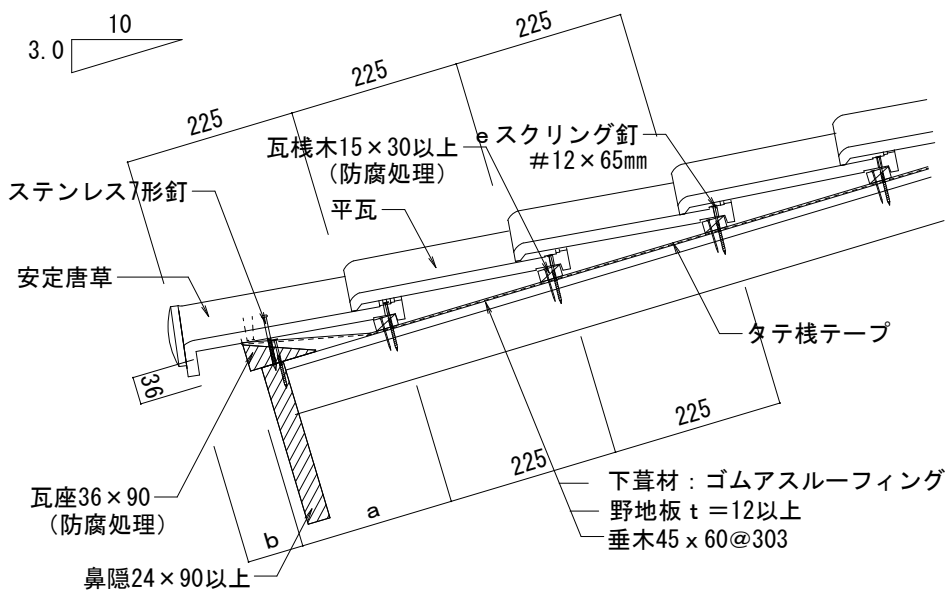 10
3.0
225
225
225
瓦桟木15×30以上
(防腐処理)
eスクリング釘
#12×65mm
ステンレス7形釘
平瓦
安定唐草
タテ桟テープ
36
225
225
a
b
瓦座36×90
(防腐処理)
鼻隠24×90以上
下葺材:ゴムアスルーフィング
野地板t=12以上
垂木45x60@303